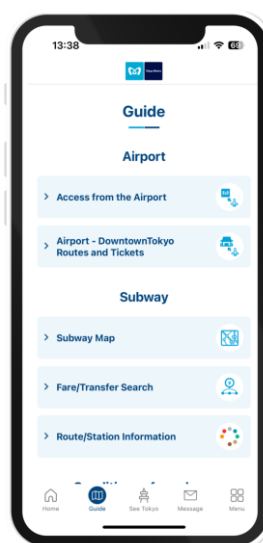 13:38
Guide
Airport
Access from the Airport
Airport - DowntownTokyo
Routes and Tickets
Subway
Subway Map
Fare/Transfer Search
Route/Station Information
Home
Guide
See Tokyo
Message
Menu